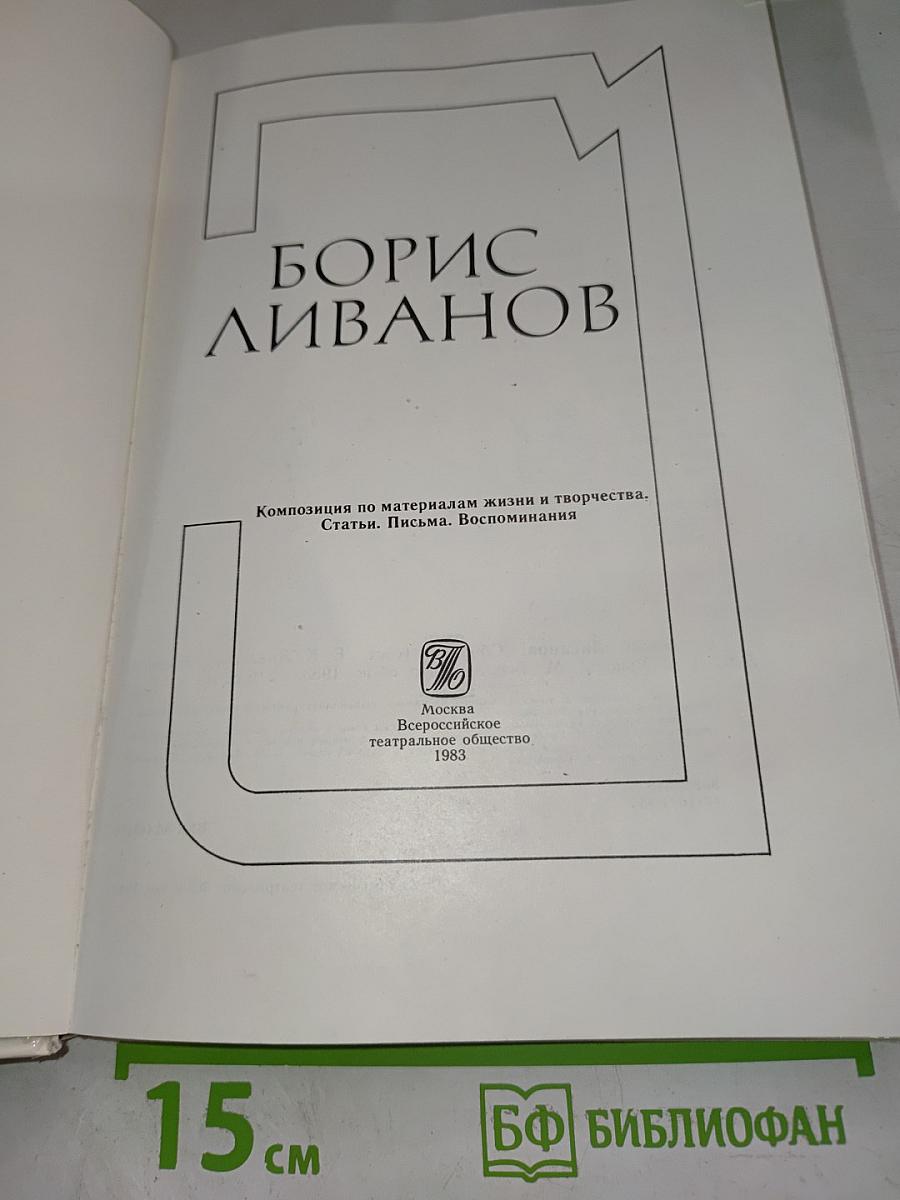 БОРИС
ЛИВАНОВ
Композиция по материалам жизни и творчества.
Статьи. Письма. Воспоминания
ВТО
Москва
Всероссийское
театральное общество
1983
15 см
БФ БИБЛИОФАН